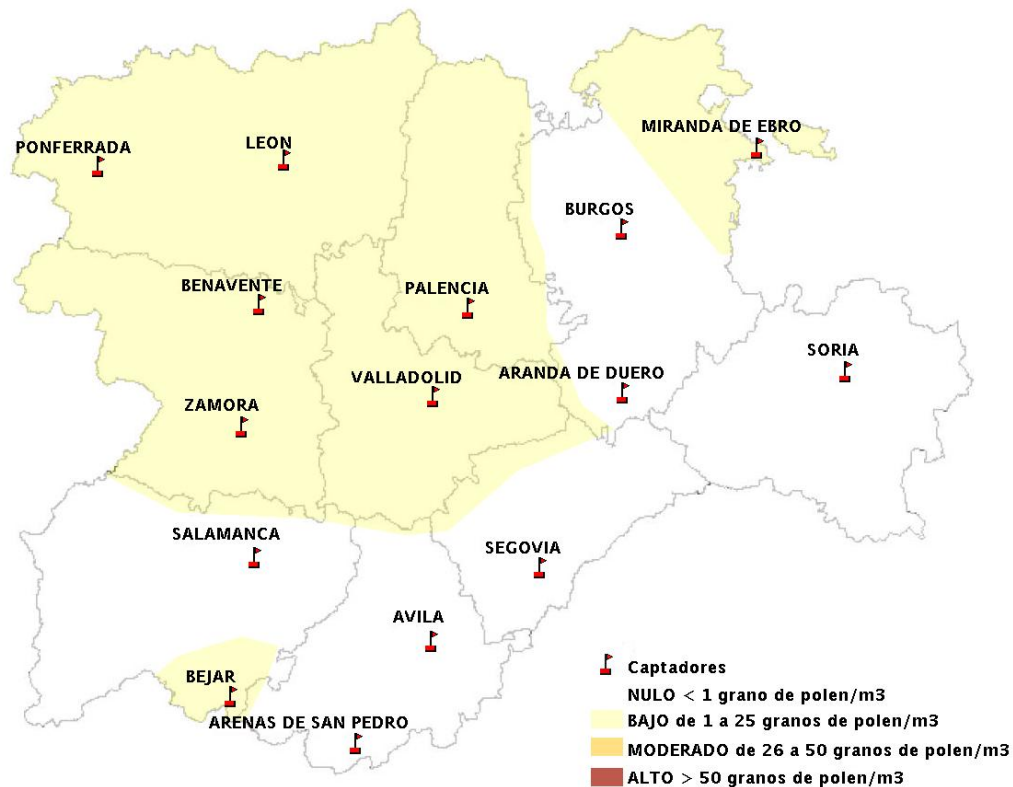 MIRANDA DE EBRO
PONFERRADA
LEON
BURGOS
BENAVENTE
PALENCIA
SORIA
VALLADOLID
ARANDA DE DUERO
ZAMORA
SALAMANCA
SEGOVIA
AVILA
BEJAR
ARENAS DE SAN PEDRO
Captadores
NULO < 1 grano de polen/m3
BAJO de 1 a 25 granos de polen/m3
MODERADO de 26 a 50 granos de polen/m3
ALTO > 50 granos de polen/m3